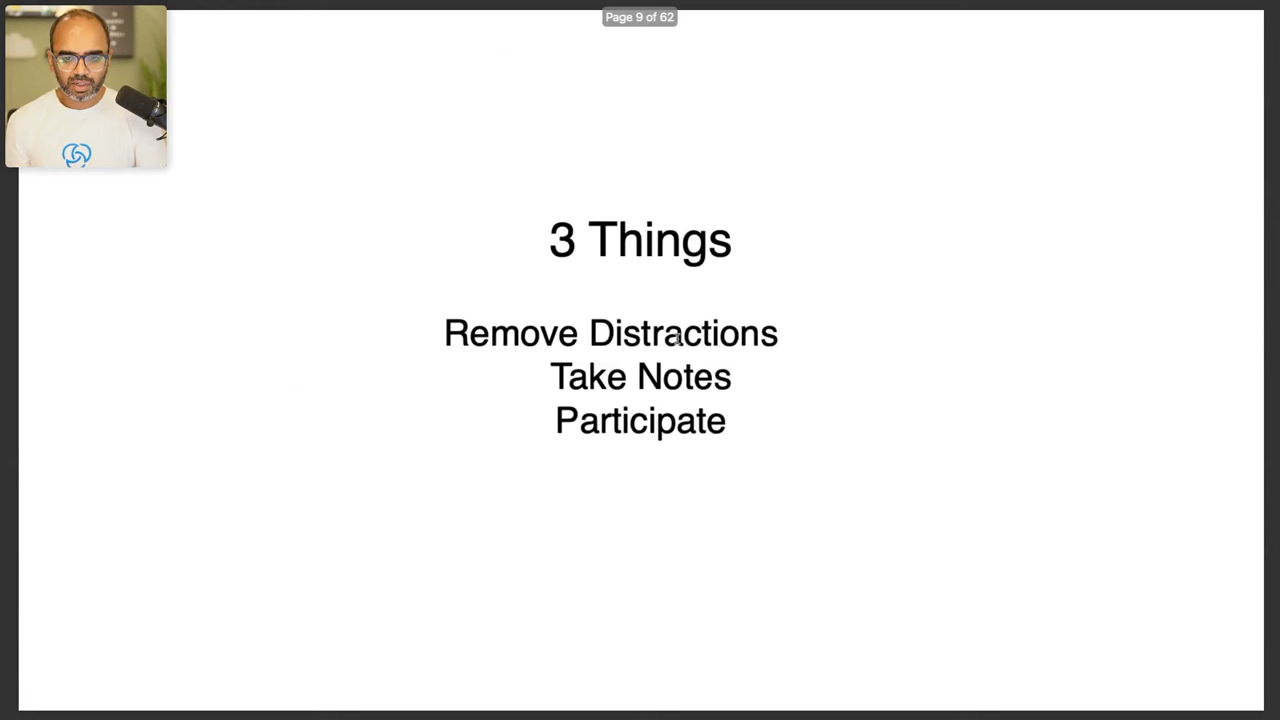 Page 9 of 62
3 Things
Remove Distractions
Take Notes
Participate